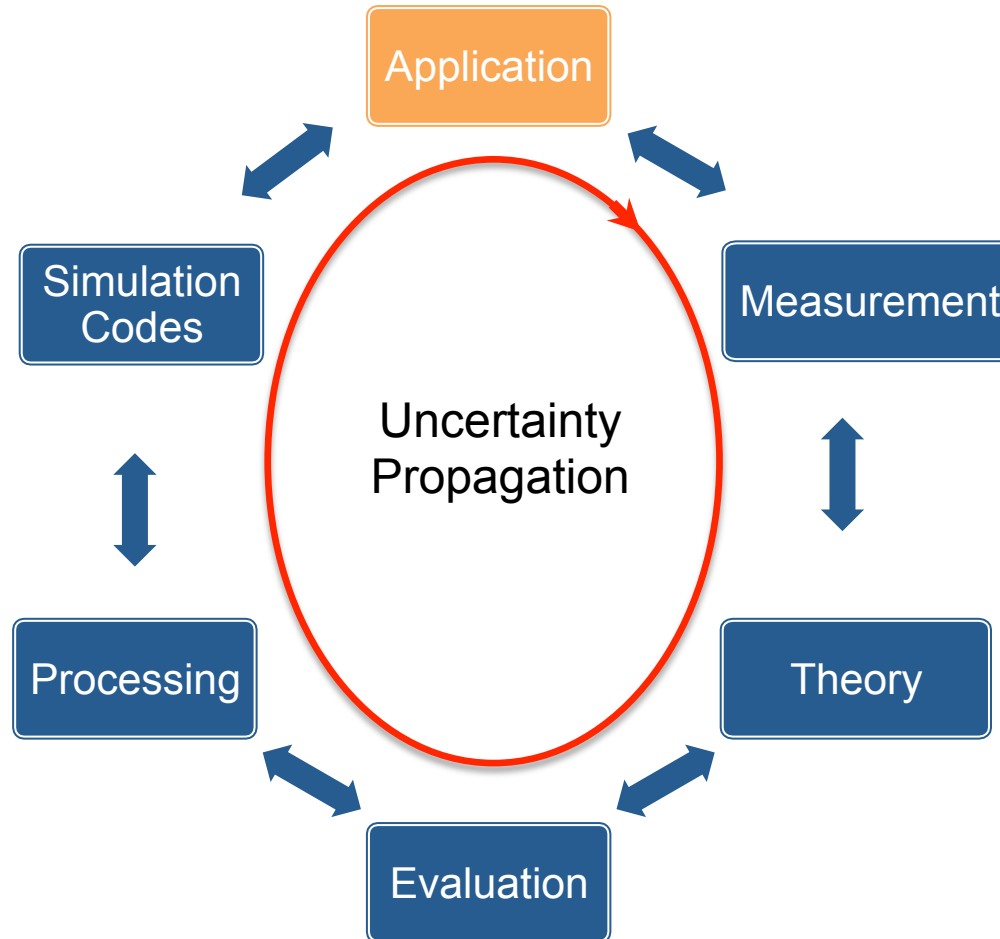 Application
Simulation
Codes
Measurement
Uncertainty
Propagation
Processing
Theory
Evaluation